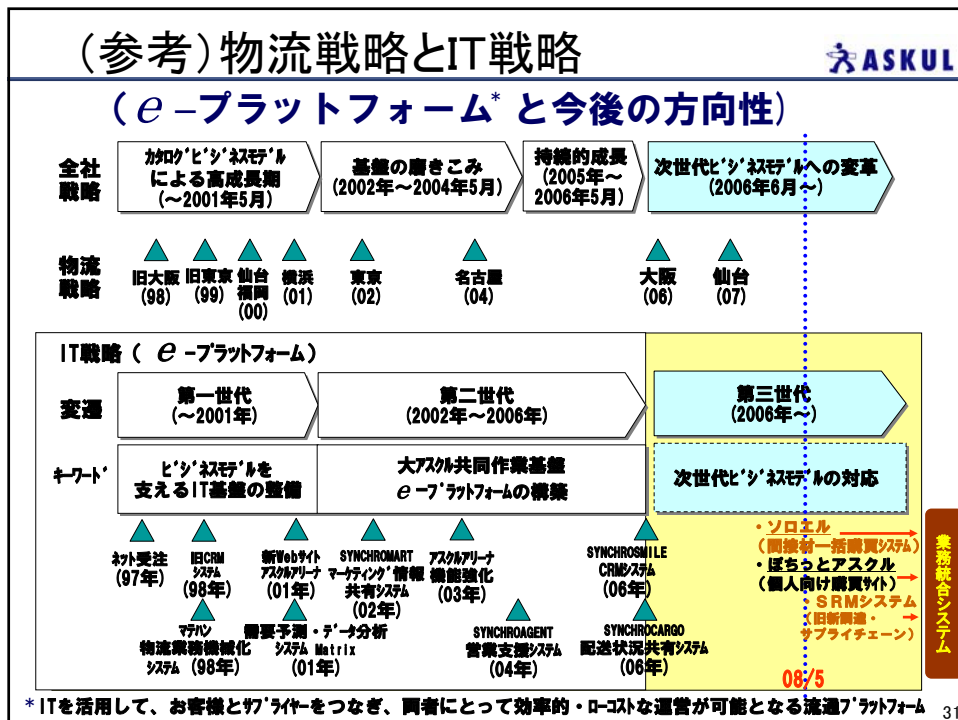 (参考)物流戦略とIT戦略
ASKUL
(e－プラットフォーム* と今後の方向性)
全社
戦略
カタログビジネスモデル
による高成長期
(～2001年5月)
基盤の磨きこみ
(2002年～2004年5月)
持続的成長
(2005年～
2006年5月)
次世代ビジネスモデルへの変革
(2006年6月～)
物流
戦略
旧大阪
(98)
旧東京
(99)
仙台
福岡
(00)
横浜
(01)
東京
(02)
名古屋
(04)
大阪
(06)
仙台
(07)
IT戦略 ( e－プラットフォーム)
変遷
第一世代
(～2001年)
第二世代
(2002年～2006年)
第三世代
(2006年～)
キーワード
ビジネスモデルを
支えるIT基盤の整備
大アスクル共同作業基盤
e－プラットフォームの構築
次世代ビジネスモデルの対応
ネット受注
(97年)
旧CRM
システム
(98年)
新Webサイト
アスクルアリーナ
(01年)
SYNCHROMART
マーケティング情報
共有システム
(02年)
アスクルアリーナ
機能強化
(03年)
SYNCHROSMILE
CRMシステム
(06年)
・ソロエル
(間接材一括購買システム)
・ぽちっとアスクル
(個人向け購買サイト)
・SRMシステム
(旧新調達・
サプライチェーン)
業務統合システム
マテハン
物流業務機械化
システム (98年)
需要予測・データ分析
システム Matrix
(01年)
SYNCHROAGENT
営業支援システム
(04年)
SYNCHROCARGO
配送状況共有システム
(06年)
08/5
*ITを活用して、お客様とサプライヤーをつなぎ、両者にとって効率的・ローコストな運営が可能となる流通プラットフォーム
31